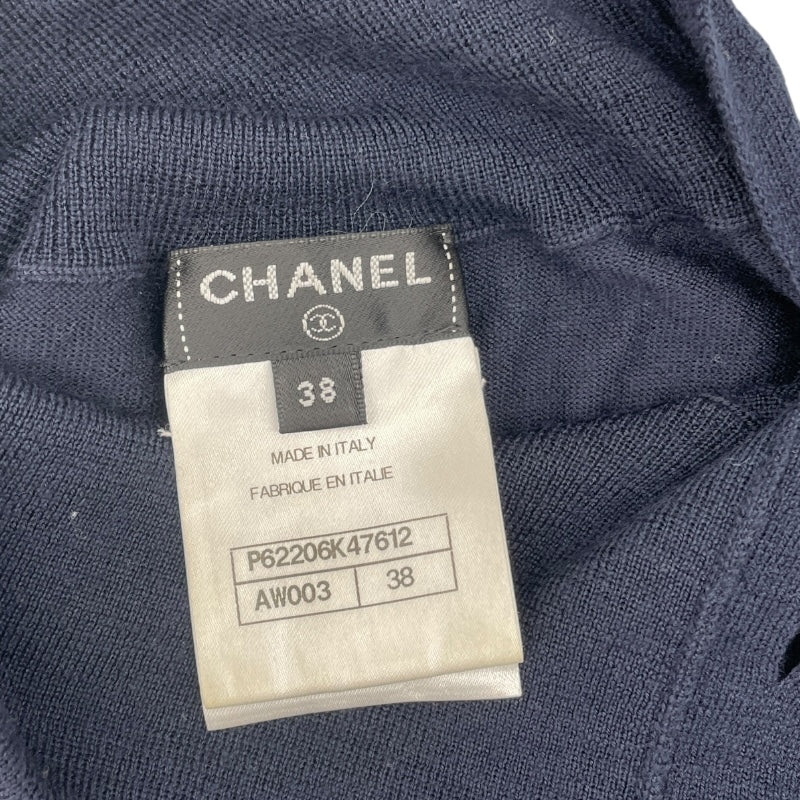 CHANEL
38
MADE IN ITALY
FABRIQUE EN ITALIE
P62206K47612
AW003 38